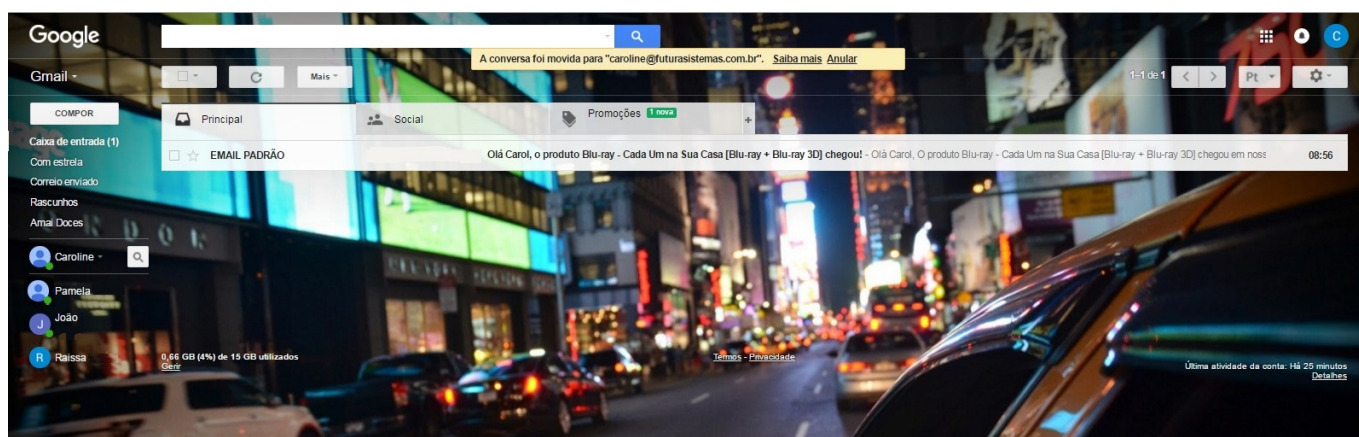 Google
A conversa foi movida para "caroline@futurasistemas.com.br". Saiba mais Anular
C
Gmail
Mais
1–1 de 1
Pt
COMPOR
Principal
Social
Promoções 1 nova
+
Caixa de entrada (1)
EMAIL PADRÃO
Olá Carol, o produto Blu-ray - Cada Um na Sua Casa [Blu-ray + Blu-ray 3D] chegou! - Olá Carol, O produto Blu-ray - Cada Um na Sua Casa [Blu-ray + Blu-ray 3D] chegou em noss
08:56
Com estrela
Correio enviado
Rascunhos
Amai Doces
Caroline
Pamela
J João
R Raissa
0,66 GB (4%) de 15 GB utilizados
Gerir
Termos - Privacidade
Última atividade da conta: Há 25 minutos
Detalhes